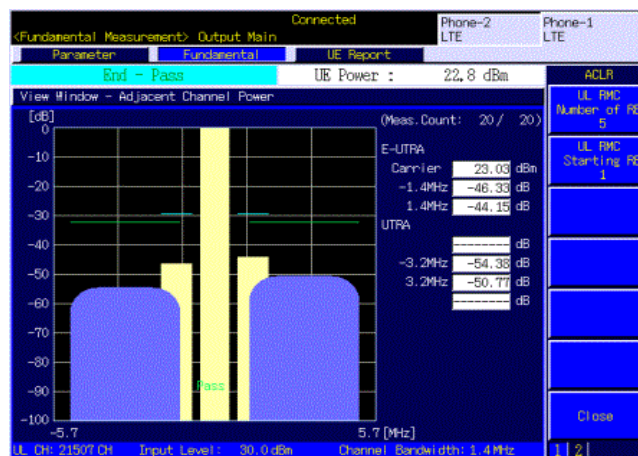 Connected
<Fundamental Measurement> Output Main
Phone-2
LTE
Phone-1
LTE
Parameter Fundamental UE Report
End - Pass UE Power : 22.8 dBm
ACLR
View Window - Adjacent Channel Power
UL RMC
Number of RB
5
UL RMC
Starting RB
1
[dB]
(Meas.Count: 20/ 20)
0
-10
-20
-30
-40
-50
-60
-70
-80
-90
-100
E-UTRA
Carrier 23.03 dBm
-1.4MHz -46.33 dB
1.4MHz -44.15 dB
UTRA
------- dB
-3.2MHz -54.38 dB
3.2MHz -50.77 dB
------- dB
Pass
-5.7 5.7 [MHz]
Close
UL CH: 21507 CH Input Level: 30.0 dBm Channel Bandwidth: 1.4 MHz
1 2